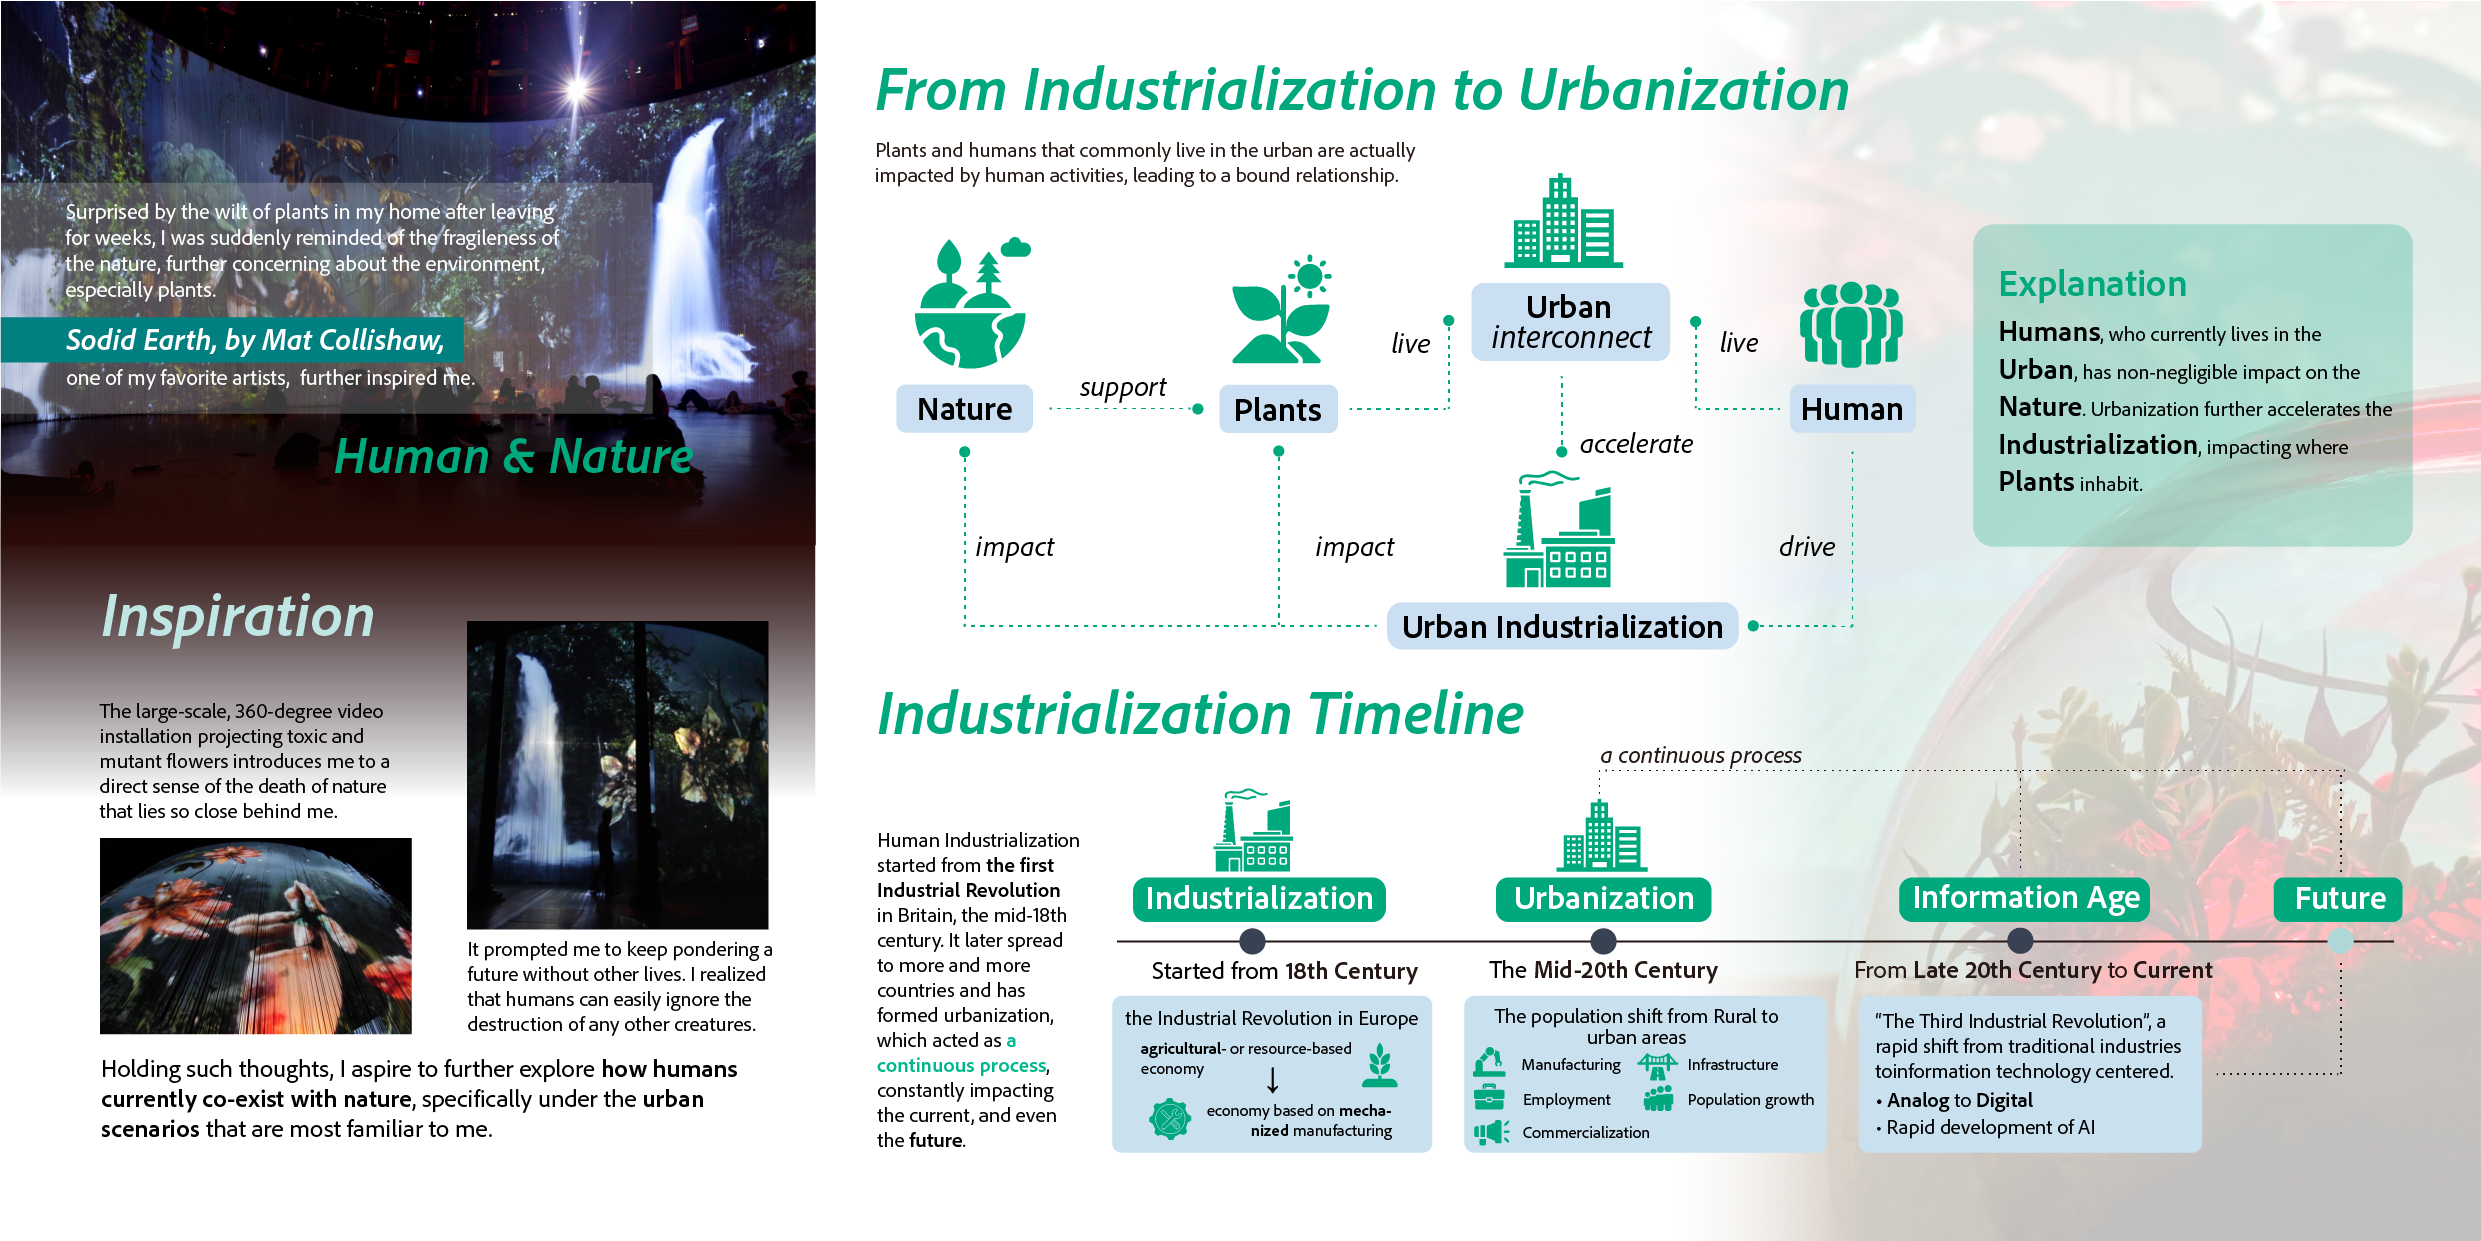 Surprised by the wilt of plants in my home after leaving
for weeks, I was suddenly reminded of the fragileness of
the nature, further concerning about the environment,
especially plants.
Sodid Earth, by Mat Collishaw,
one of my favorite artists, further inspired me.
Human & Nature
Inspiration
The large-scale, 360-degree video
installation projecting toxic and
mutant flowers introduces me to a
direct sense of the death of nature
that lies so close behind me.
It prompted me to keep pondering a
future without other lives. I realized
that humans can easily ignore the
destruction of any other creatures.
Holding such thoughts, I aspire to further explore how humans
currently co-exist with nature, specifically under the urban
scenarios that are most familiar to me.
From Industrialization to Urbanization
Plants and humans that commonly live in the urban are actually
impacted by human activities, leading to a bound relationship.
Nature
support
Plants
live
Urban
interconnect
live
Human
accelerate
impact
impact
drive
Urban Industrialization
Explanation
Humans, who currently lives in the
Urban, has non-negligible impact on the
Nature. Urbanization further accelerates the
Industrialization, impacting where
Plants inhabit.
Industrialization Timeline
a continuous process
Human Industrialization
started from the first
Industrial Revolution
in Britain, the mid-18th
century. It later spread
to more and more
countries and has
formed urbanization,
which acted as a
continuous process,
constantly impacting
the current, and even
the future.
Industrialization
Started from 18th Century
the Industrial Revolution in Europe
agricultural- or resource-based
economy
economy based on mecha-
nized manufacturing
Urbanization
The Mid-20th Century
The population shift from Rural to
urban areas
Manufacturing
Infrastructure
Employment
Population growth
Commercialization
Information Age
From Late 20th Century to Current
“The Third Industrial Revolution”, a
rapid shift from traditional industries
toinformation technology centered.
• Analog to Digital
• Rapid development of AI
Future